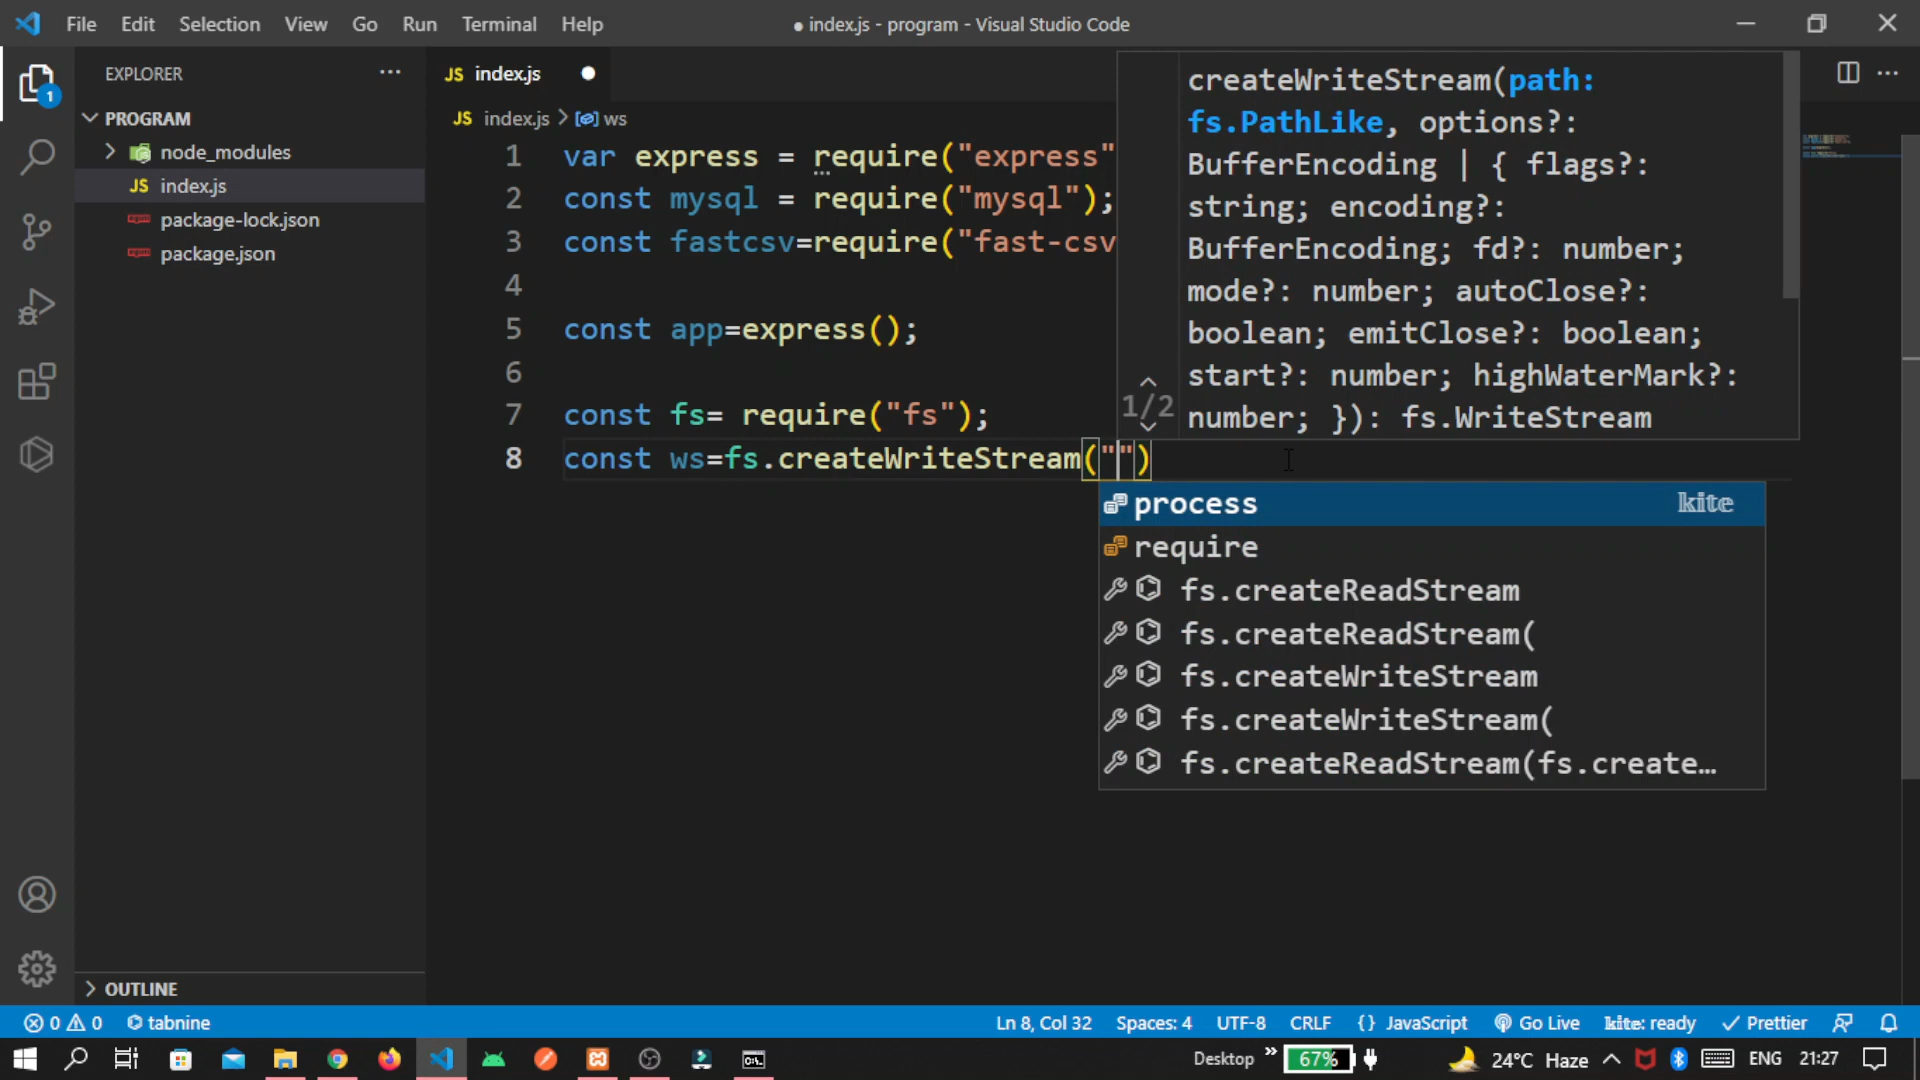 File Edit Selection View Go Run Terminal Help
● index.js - program - Visual Studio Code
EXPLORER
PROGRAM
node_modules
JS index.js
package-lock.json
package.json
OUTLINE
JS index.js
JS index.js > ws
1 var express = require("express"
2 const mysql = require("mysql");
3 const fastcsv=require("fast-csv
4
5 const app=express();
6
7 const fs= require("fs");
8 const ws=fs.createWriteStream("")
createWriteStream(path:
fs.PathLike, options?:
BufferEncoding | { flags?:
string; encoding?:
BufferEncoding; fd?: number;
mode?: number; autoClose?:
boolean; emitClose?: boolean;
start?: number; highWaterMark?:
number; }): fs.WriteStream
1/2
process kite
require
fs.createReadStream
fs.createReadStream(
fs.createWriteStream
fs.createWriteStream(
fs.createReadStream(fs.create…
1
0 0 tabnine
Ln 8, Col 32 Spaces: 4 UTF-8 CRLF {} JavaScript Go Live kite: ready Prettier
Desktop » 67% 24°C Haze ENG 21:27